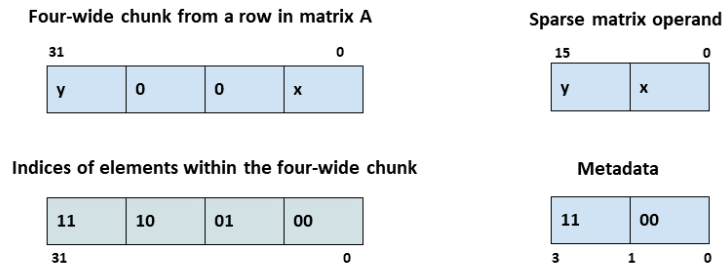 Four-wide chunk from a row in matrix A
31 0
y 0 0 x
Sparse matrix operand
15 0
y x
Indices of elements within the four-wide chunk
11 10 01 00
31 0
Metadata
11 00
3 1 0